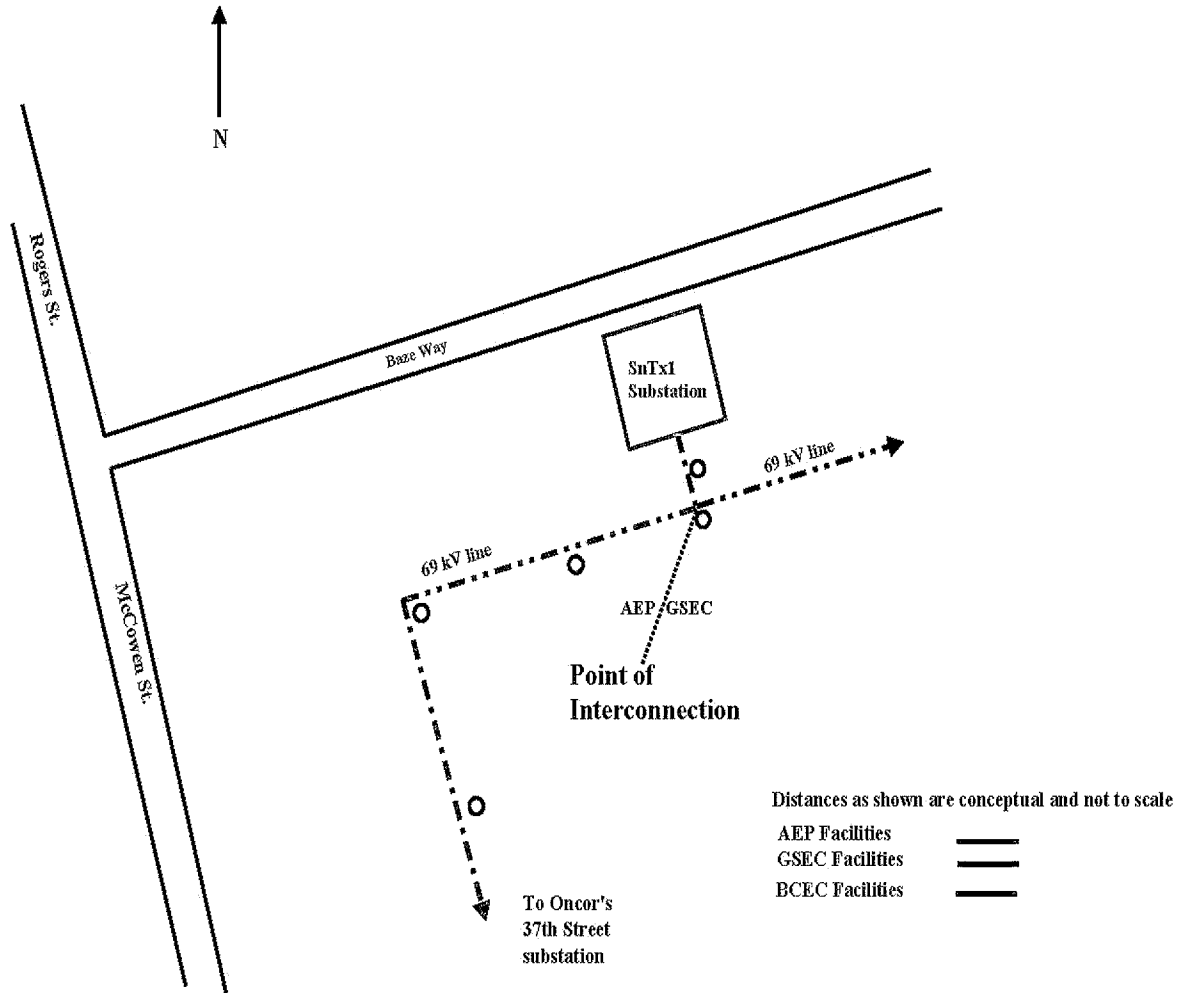 N
Rogers St.
Baze Way
SnTx1
Substation
69 kV line
69 kV line
AEP GSEC
McCowen St.
Point of
Interconnection
Distances as shown are conceptual and not to scale
AEP Facilities
GSEC Facilities
BCEC Facilities
To Oncor's
37th Street
substation